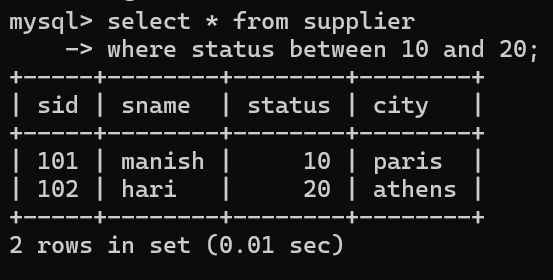 mysql> select * from supplier
    -> where status between 10 and 20;
+-----+--------+--------+--------+
| sid | sname  | status | city   |
+-----+--------+--------+--------+
| 101 | manish |     10 | paris  |
| 102 | hari   |     20 | athens |
+-----+--------+--------+--------+
2 rows in set (0.01 sec)